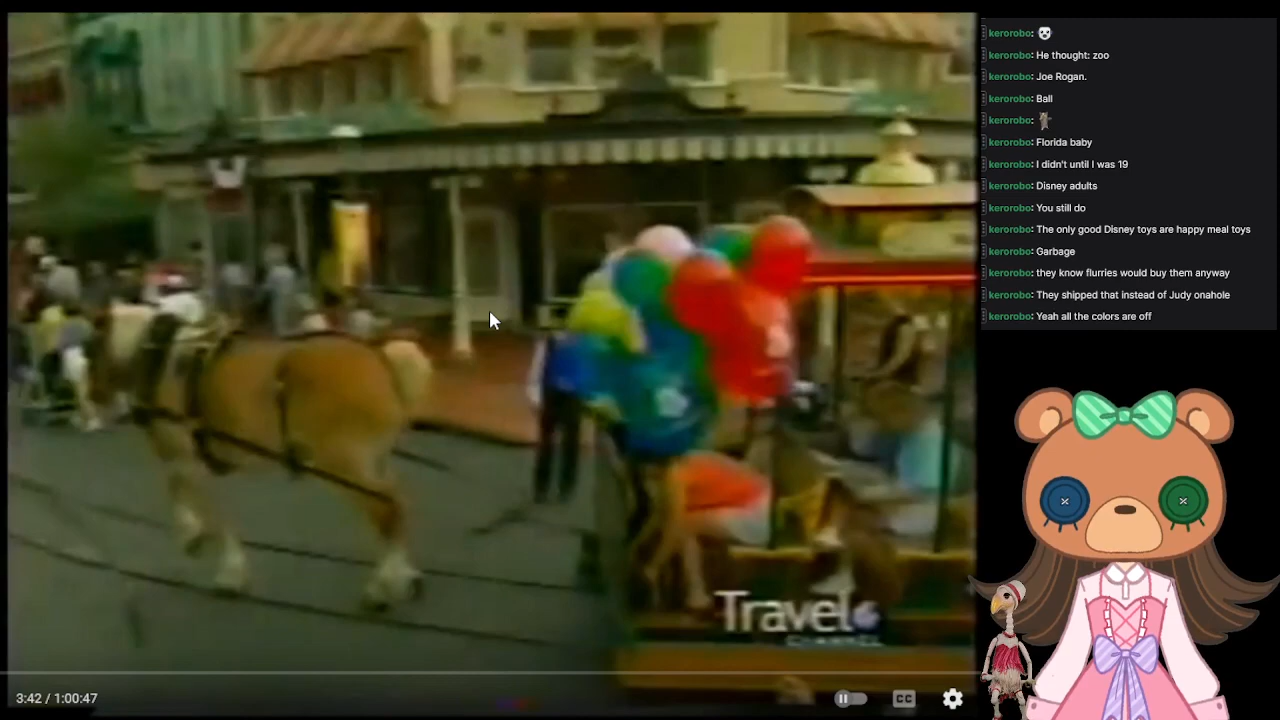 kerorobo:
kerorobo: He thought: zoo
kerorobo: Joe Rogan.
kerorobo: Ball
kerorobo:
kerorobo: Florida baby
kerorobo: I didn't until I was 19
kerorobo: Disney adults
kerorobo: You still do
kerorobo: The only good Disney toys are happy meal toys
kerorobo: Garbage
kerorobo: they know flurries would buy them anyway
kerorobo: They shipped that instead of Judy onahole
kerorobo: Yeah all the colors are off
Travel
CHANNEL
3:42 / 1:00:47
CC